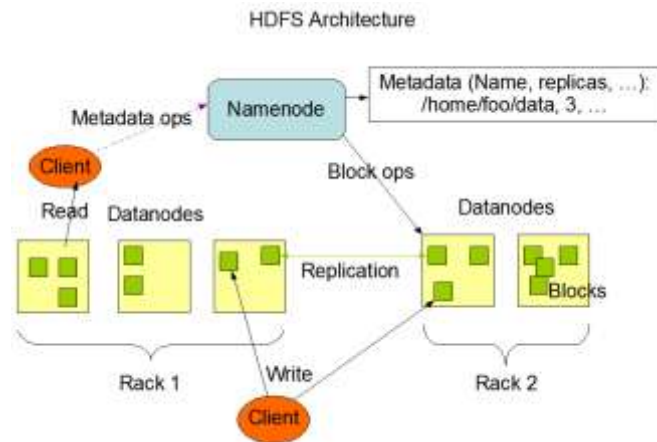 HDFS Architecture
Metadata (Name, replicas, ...):
/home/foo/data, 3, ...
Namenode
Metadata ops
Client
Block ops
Read
Datanodes
Datanodes
Replication
Blocks
Rack 1
Write
Rack 2
Client